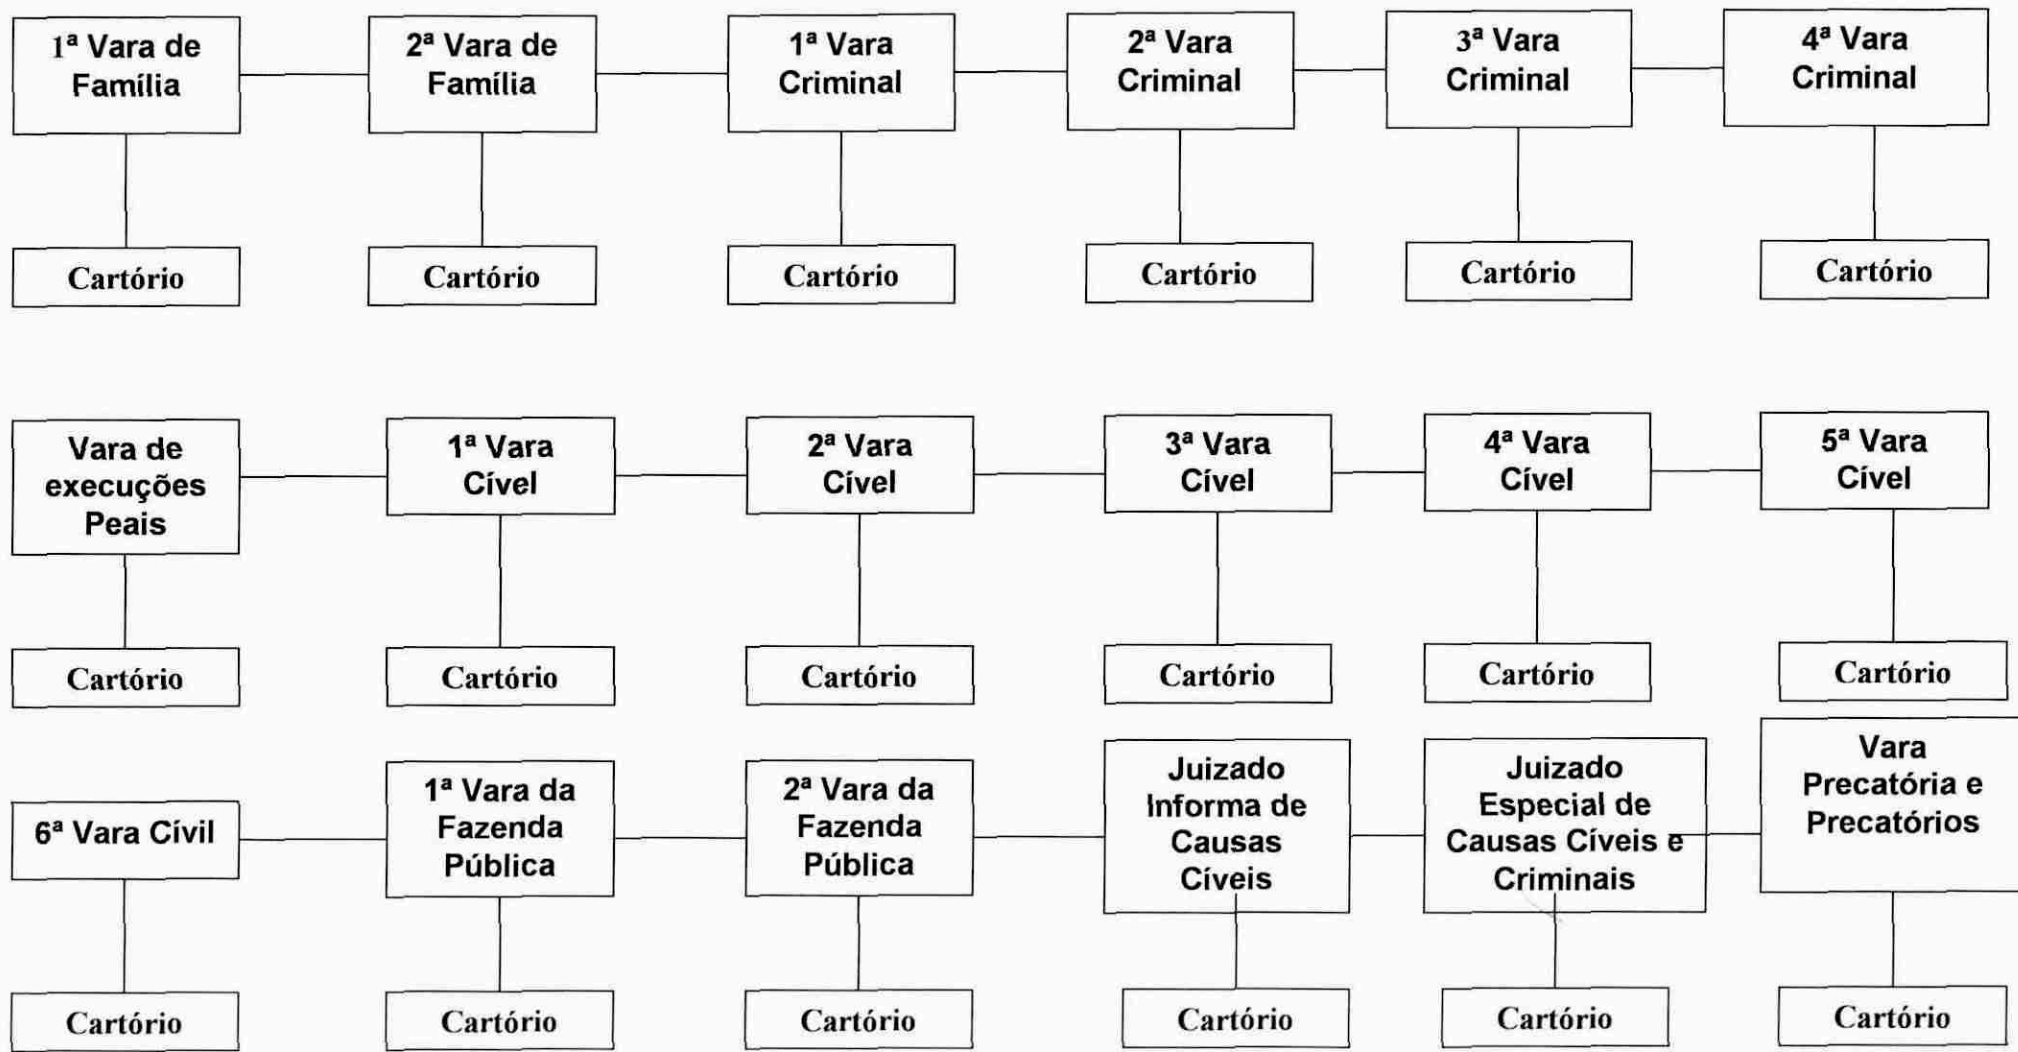 1ª Vara de
Família
2ª Vara de
Família
1ª Vara
Criminal
2ª Vara
Criminal
3ª Vara
Criminal
4ª Vara
Criminal
Cartório
Cartório
Cartório
Cartório
Cartório
Cartório
Vara de
execuções
Peais
1ª Vara
Cível
2ª Vara
Cível
3ª Vara
Cível
4ª Vara
Cível
5ª Vara
Cível
Cartório
Cartório
Cartório
Cartório
Cartório
Cartório
6ª Vara Cívil
1ª Vara da
Fazenda
Pública
2ª Vara da
Fazenda
Pública
Juizado
Informa de
Causas
Cíveis
Juizado
Especial de
Causas Cíveis e
Criminais
Vara
Precatória e
Precatórios
Cartório
Cartório
Cartório
Cartório
Cartório
Cartório